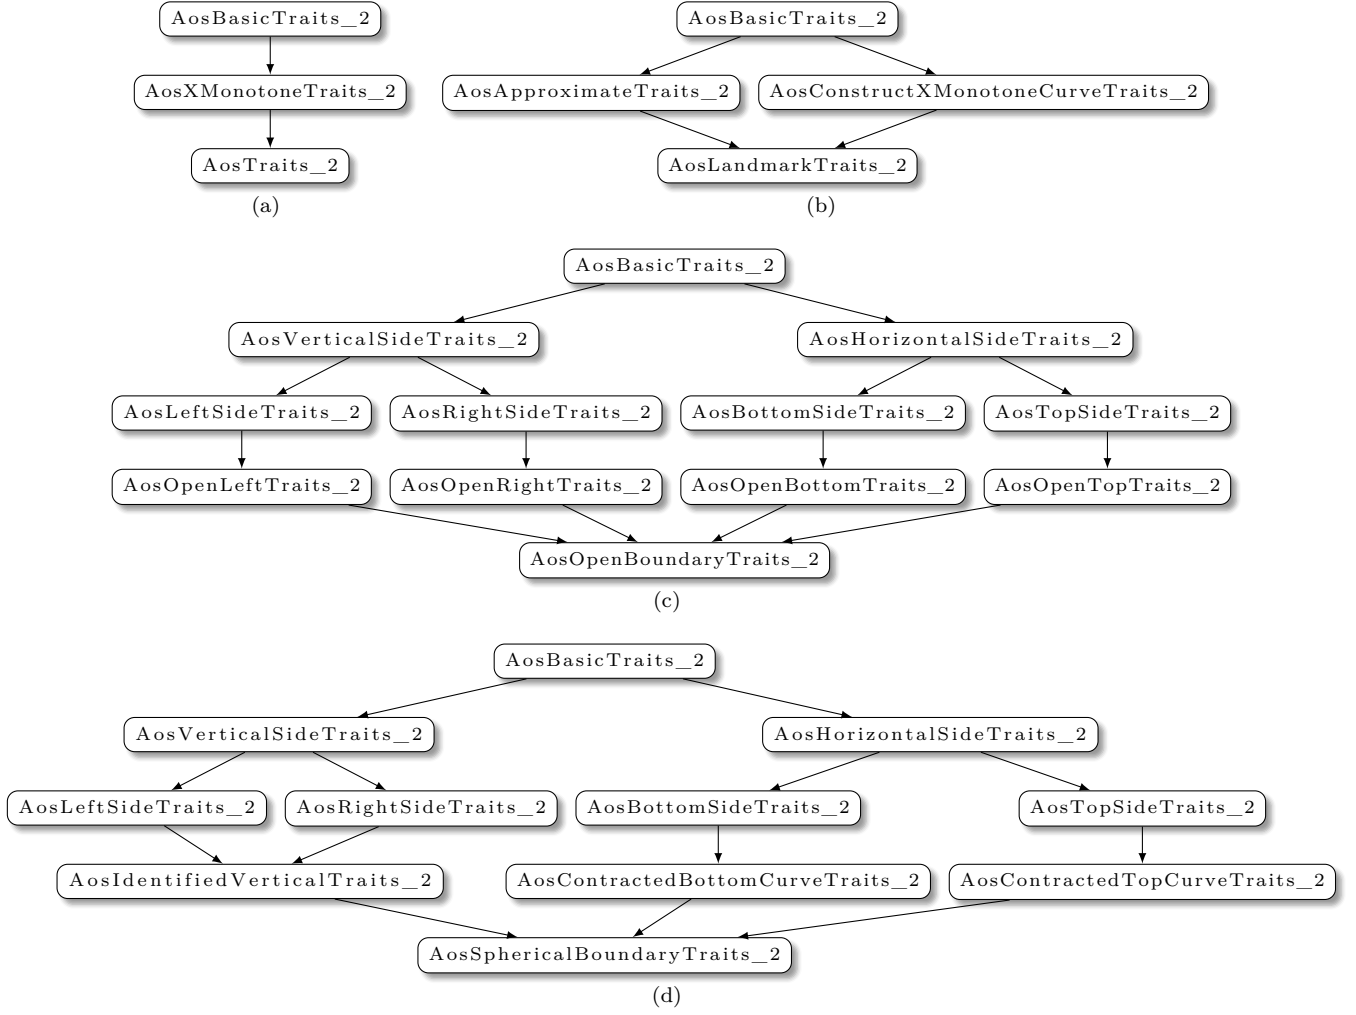 AosBasicTraits_2 AosBasicTraits_2
AosXMonotoneTraits_2 AosApproximateTraits_2 AosConstructXMonotoneCurveTraits_2
AosTraits_2 AosLandmarkTraits_2
(a) (b)
AosBasicTraits_2
AosVerticalSideTraits_2 AosHorizontalSideTraits_2
AosLeftSideTraits_2 AosRightSideTraits_2 AosBottomSideTraits_2 AosTopSideTraits_2
AosOpenLeftTraits_2 AosOpenRightTraits_2 AosOpenBottomTraits_2 AosOpenTopTraits_2
AosOpenBoundaryTraits_2
(c)
AosBasicTraits_2
AosVerticalSideTraits_2 AosHorizontalSideTraits_2
AosLeftSideTraits_2 AosRightSideTraits_2 AosBottomSideTraits_2 AosTopSideTraits_2
AosIdentifiedVerticalTraits_2 AosContractedBottomCurveTraits_2 AosContractedTopCurveTraits_2
AosSphericalBoundaryTraits_2
(d)